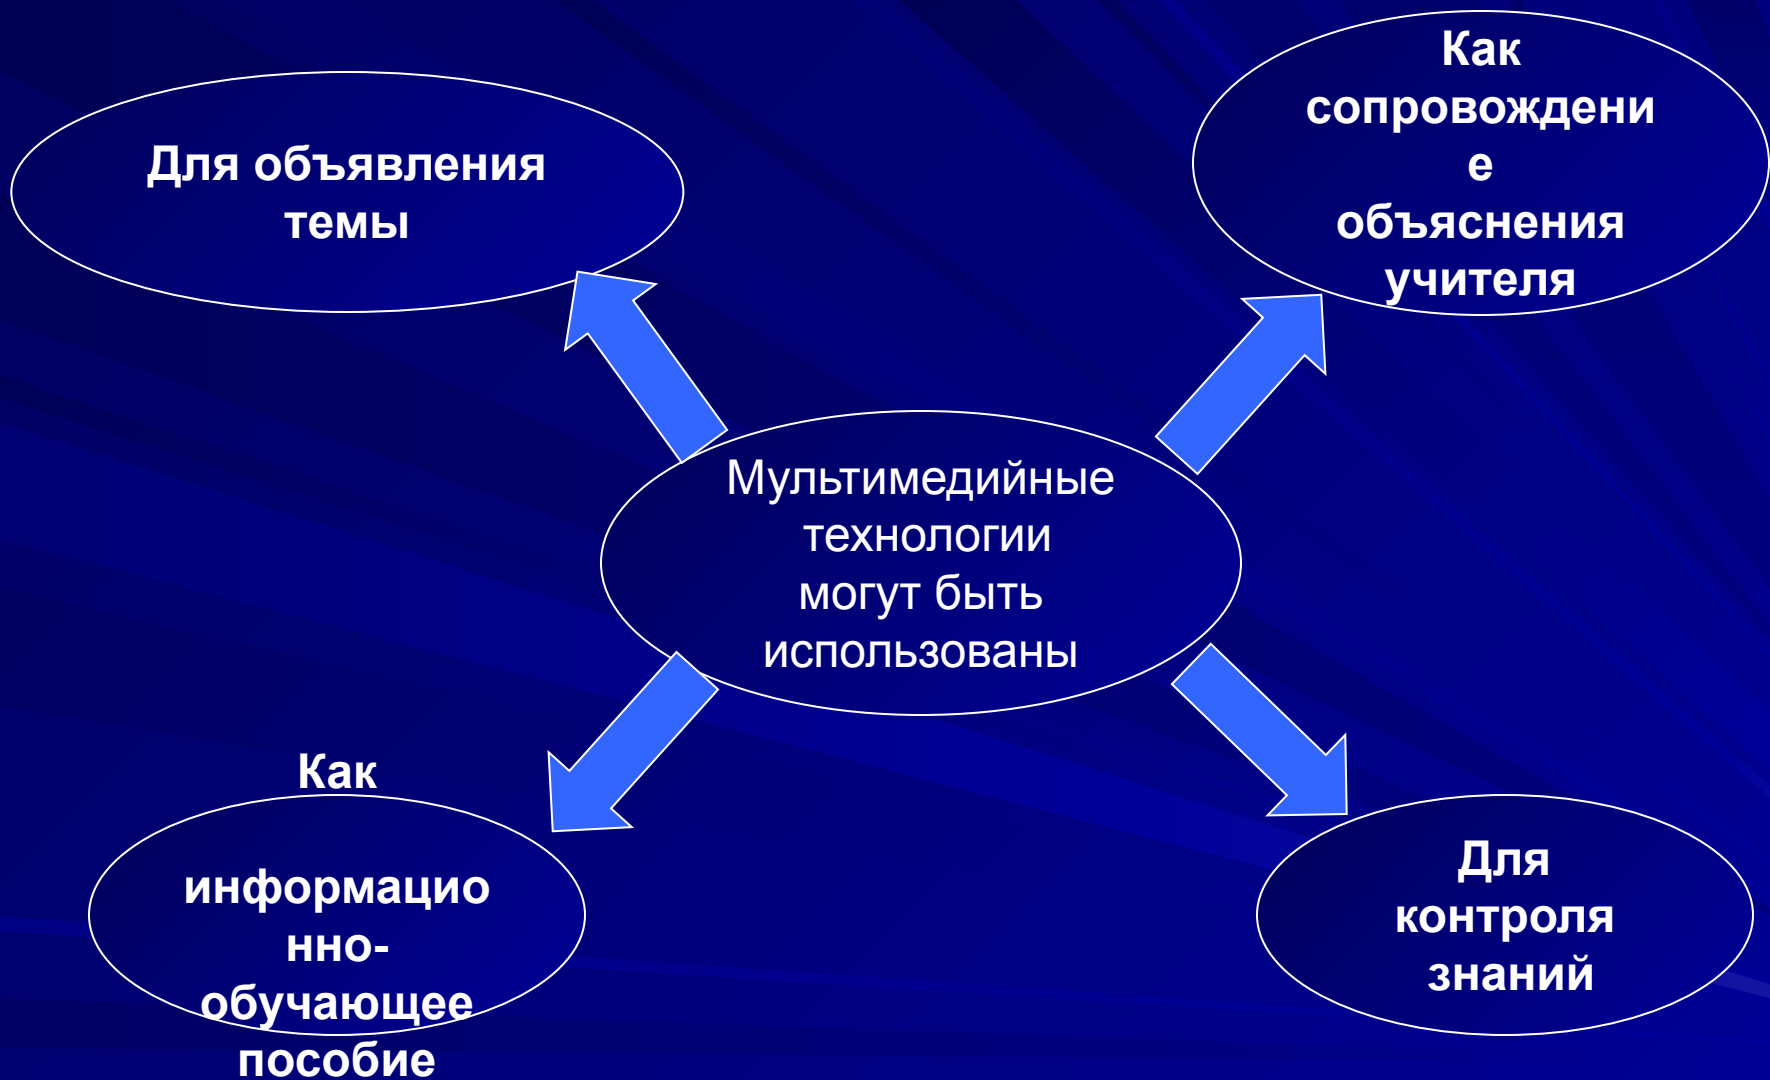 Для объявления
темы
Как
сопровождени
е
объяснения
учителя
Мультимедийные
технологии
могут быть
использованы
Как
информацио
нно-
обучающее
пособие
Для
контроля
знаний